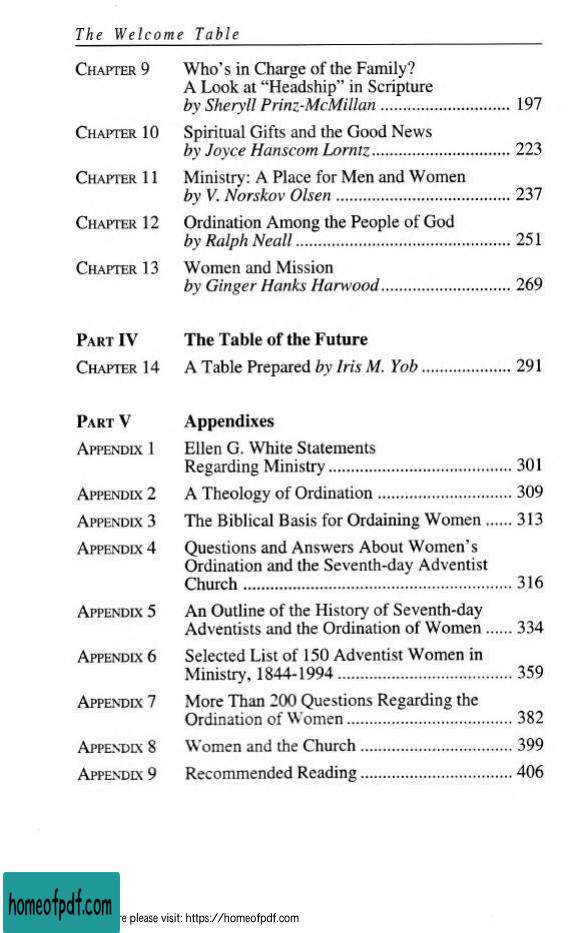 The Welcome Table
CHAPTER 9 Who's in Charge of the Family?
A Look at “Headship” in Scripture
by Sheryll Prinz-McMillan ............................. 197
CHAPTER 10 Spiritual Gifts and the Good News
by Joyce Hanscom Lorntz............................... 223
CHAPTER 11 Ministry: A Place for Men and Women
by V. Norskov Olsen ....................................... 237
CHAPTER 12 Ordination Among the People of God
by Ralph Neall ................................................ 251
CHAPTER 13 Women and Mission
by Ginger Hanks Harwood............................. 269
PART IV The Table of the Future
CHAPTER 14 A Table Prepared by Iris M. Yob .................... 291
PART V Appendixes
APPENDIX 1 Ellen G. White Statements
Regarding Ministry ......................................... 301
APPENDIX 2 A Theology of Ordination .............................. 309
APPENDIX 3 The Biblical Basis for Ordaining Women ...... 313
APPENDIX 4 Questions and Answers About Women's
Ordination and the Seventh-day Adventist
Church ............................................................ 316
APPENDIX 5 An Outline of the History of Seventh-day
Adventists and the Ordination of Women ...... 334
APPENDIX 6 Selected List of 150 Adventist Women in
Ministry, 1844-1994 ....................................... 359
APPENDIX 7 More Than 200 Questions Regarding the
Ordination of Women ..................................... 382
APPENDIX 8 Women and the Church .................................. 399
APPENDIX 9 Recommended Reading .................................. 406
homeofpdf.com
re please visit: https://homeofpdf.com